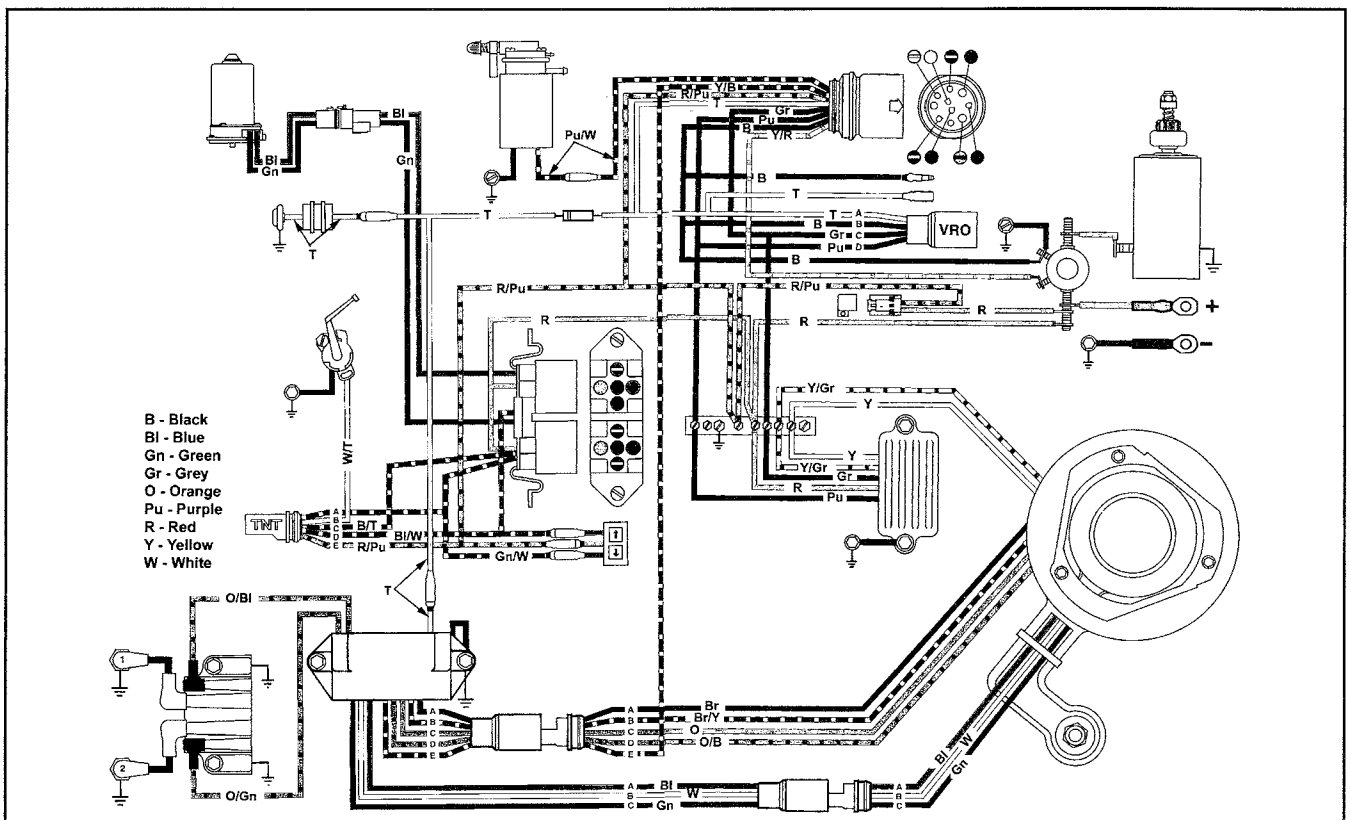 Y/B
R/Pu
T
Gr
Pu
B
Y/R
Bl
Bl
Gn
Gn
Pu/W
B
T
T
T
T A
B B
Gr C
Pu D
VRO
B
R/Pu
R/Pu
R
R
R
+
−
W/T
Y/Gr
Y
Y
Y/Gr
Gr
R
Pu
B - Black
Bl - Blue
Gn - Green
Gr - Grey
O - Orange
Pu - Purple
R - Red
Y - Yellow
W - White
TNT
A
B
C
D
E
B/T
R/Pu
Bl/W
Gn/W
T
O/Bl
1
2
O/Gn
A
B
C
D
E
A Br
B Br/Y
C O
D O/B
E
A Bl
B W
C Gn
A
B
C
Bl
W
Gn